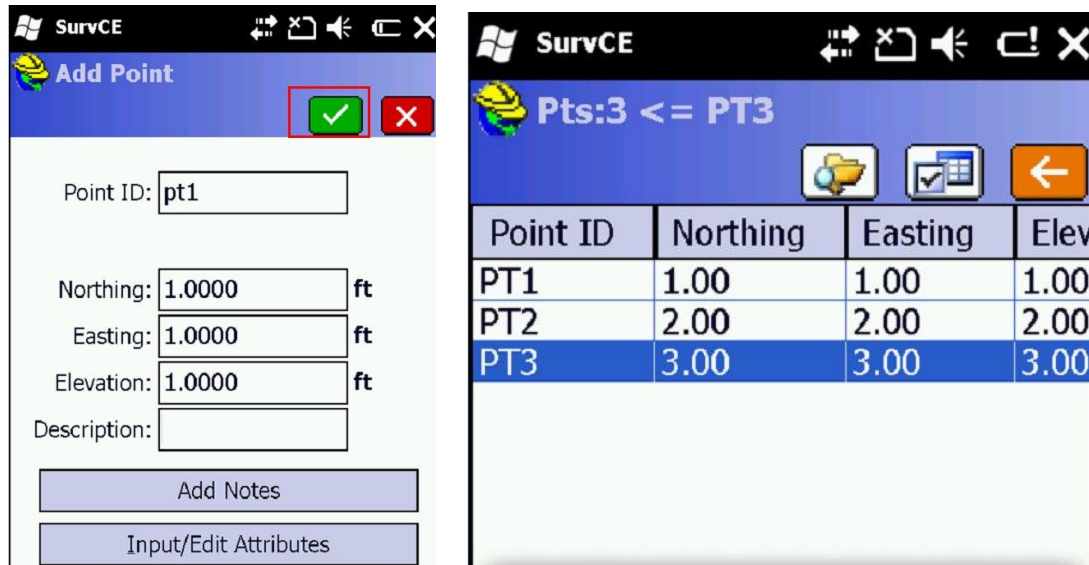 SurvCE
Add Point
Point ID: pt1
Northing: 1.0000 ft
Easting: 1.0000 ft
Elevation: 1.0000 ft
Description:
Add Notes
Input/Edit Attributes
SurvCE
Pts:3 <= PT3
Point ID Northing Easting Elev
PT1 1.00 1.00 1.00
PT2 2.00 2.00 2.00
PT3 3.00 3.00 3.00